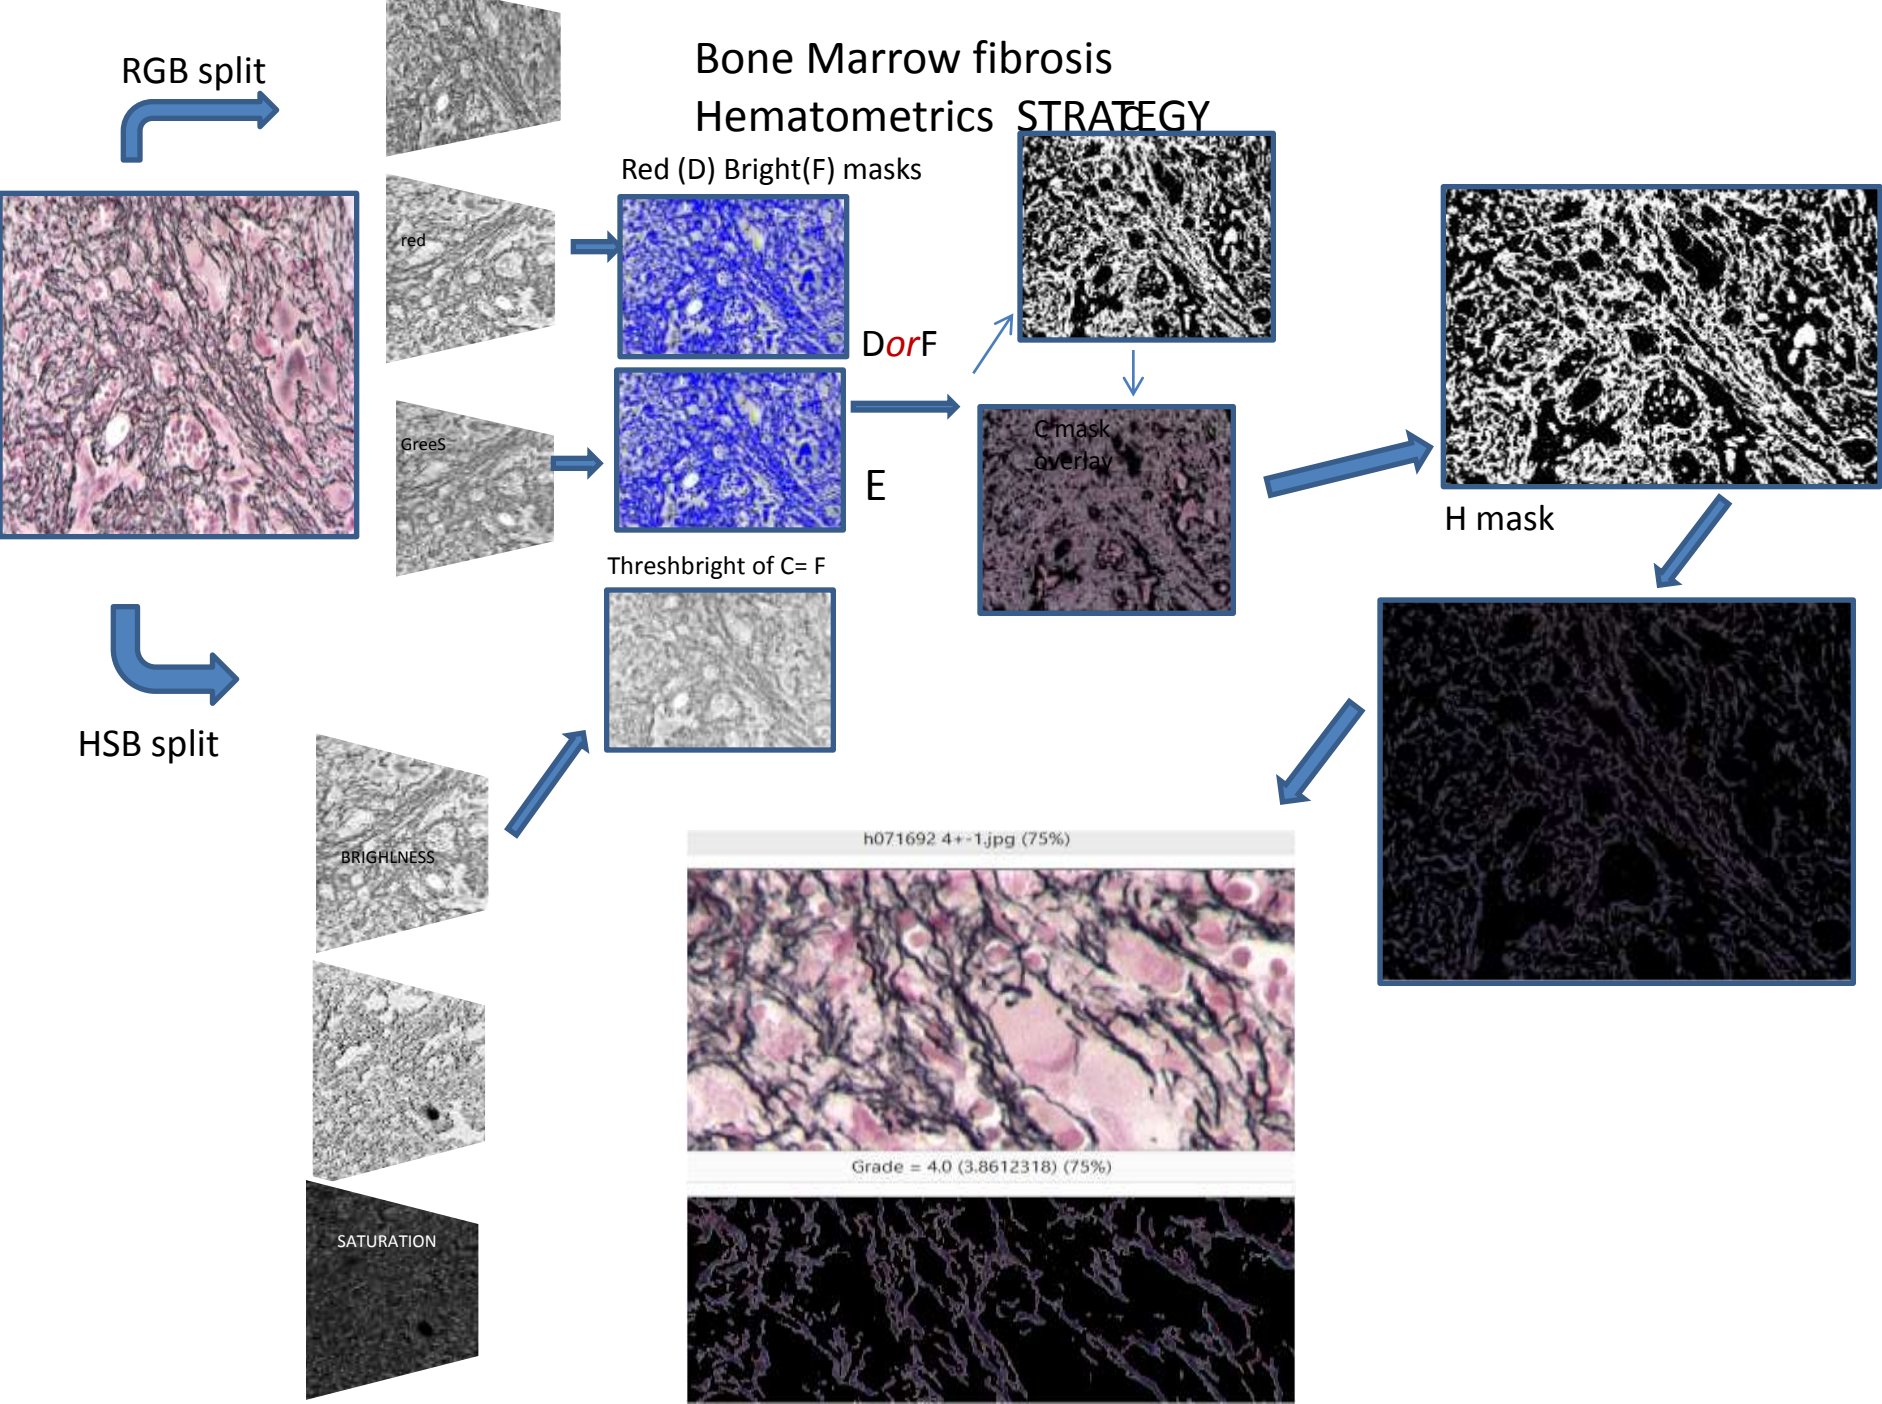 RGB split
Bone Marrow fibrosis
Hematometrics STRATEGY
Red (D) Bright(F) masks
red
DorF
GreeS
C mask
overlay
E
H mask
Threshbright of C= F
HSB split
BRIGHLNESS
h071692 4+-1.jpg (75%)
Grade = 4.0 (3.8612318) (75%)
SATURATION